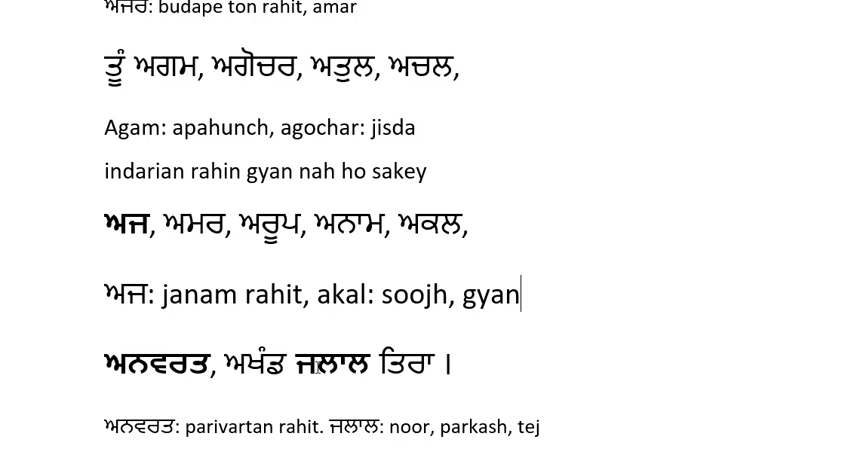 ਅਜਰ: budape ton rahit, amar
ਤੂੰ ਅਗਮ, ਅਗੋਚਰ, ਅਤੁਲ, ਅਚਲ,
Agam: apahunch, agochar: jisda
indarian rahin gyan nah ho sakey
ਅਜ, ਅਮਰ, ਅਰੂਪ, ਅਨਾਮ, ਅਕਲ,
ਅਜ: janam rahit, akal: soojh, gyan
ਅਨਵਰਤ, ਅਖੰਡ ਜਲਾਲ ਤਿਰਾ ।
ਅਨਵਰਤ: parivartan rahit. ਜਲਾਲ: noor, parkash, tej